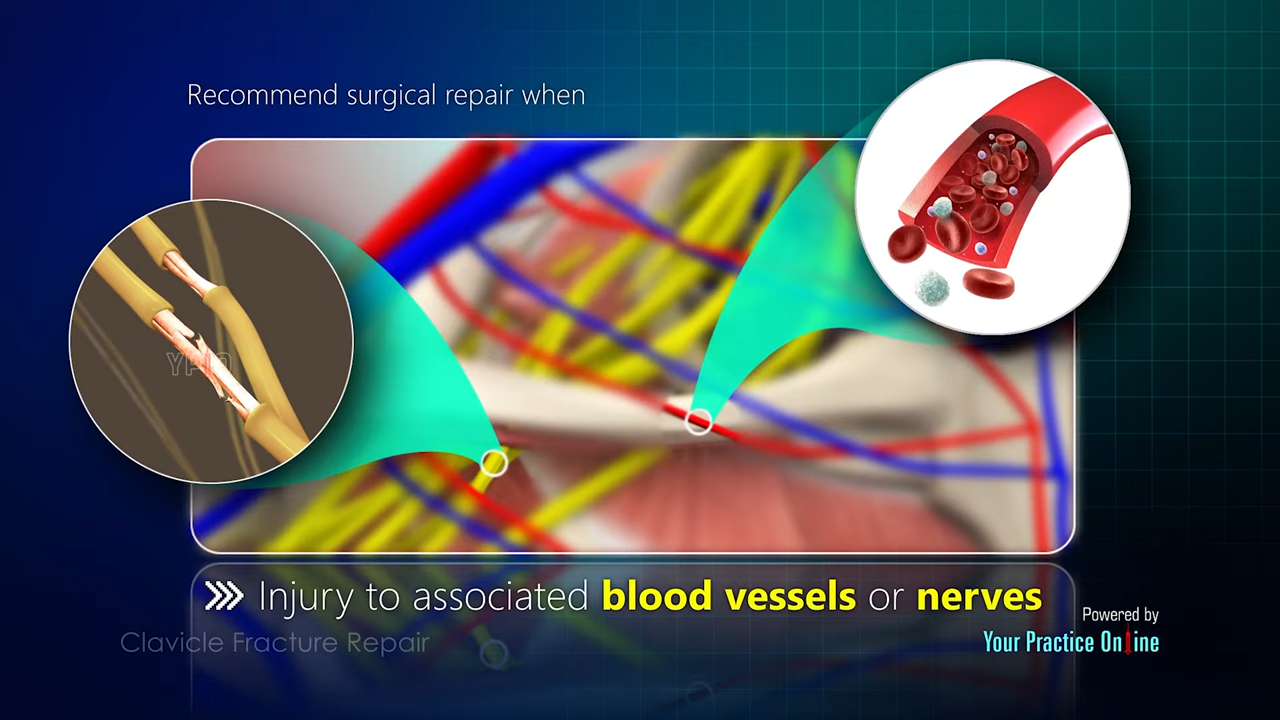 Recommend surgical repair when
YPO
Injury to associated blood vessels or nerves
Clavicle Fracture Repair
Powered by
Your Practice Online